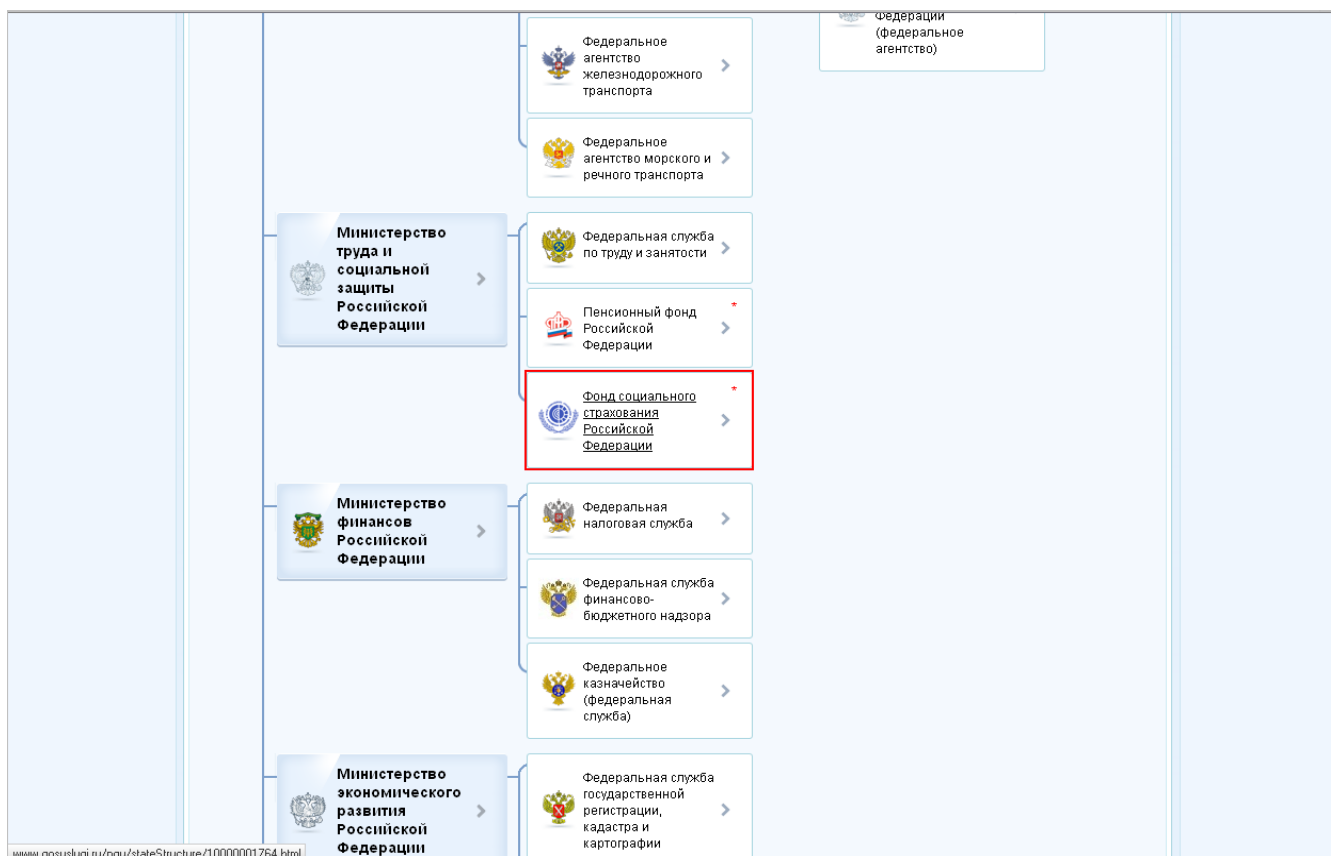 Федерации
(федеральное
агентство)
Федеральное
агентство
железнодорожного
транспорта
Федеральное
агентство морского и
речного транспорта
Министерство
труда и
социальной
защиты
Российской
Федерации
Федеральная служба
по труду и занятости
Пенсионный фонд *
Российской
Федерации
Фонд социального *
страхования
Российской
Федерации
Министерство
финансов
Российской
Федерации
Федеральная
налоговая служба
Федеральная служба
финансово-
бюджетного надзора
Федеральное
казначейство
(федеральная
служба)
Министерство
экономического
развития
Российской
Федерации
Федеральная служба
государственной
регистрации,
кадастра и
картографии
www.gosuslugi.ru/pgu/stateStructure/10000001764.html